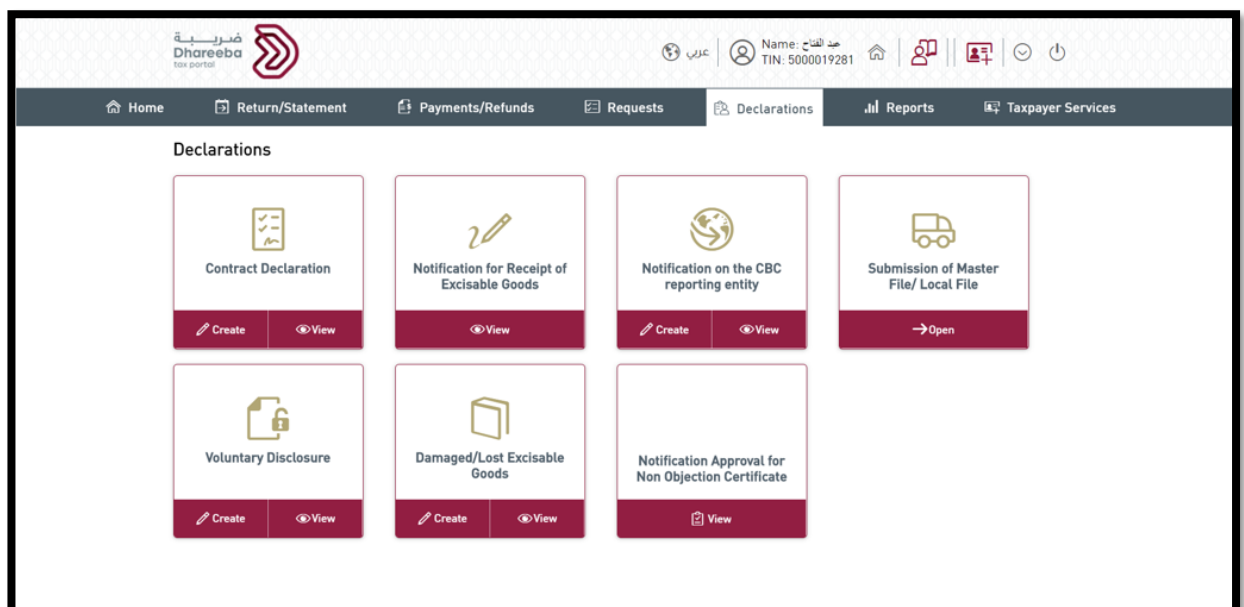 ضريبة
Dhareeba
tax portal
عربي
Name: عبد الفتاح
TIN: 5000019281
Home
Return/Statement
Payments/Refunds
Requests
Declarations
Reports
Taxpayer Services
Declarations
Contract Declaration
Create
View
Notification for Receipt of
Excisable Goods
View
Notification on the CBC
reporting entity
Create
View
Submission of Master
File/ Local File
Open
Voluntary Disclosure
Create
View
Damaged/Lost Excisable
Goods
Create
View
Notification Approval for
Non Objection Certificate
View